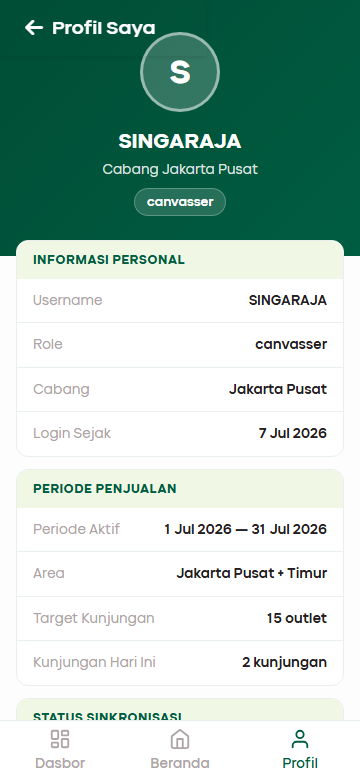 Profil Saya
S
SINGARAJA
Cabang Jakarta Pusat
canvasser
INFORMASI PERSONAL
Username SINGARAJA
Role canvasser
Cabang Jakarta Pusat
Login Sejak 7 Jul 2026
PERIODE PENJUALAN
Periode Aktif 1 Jul 2026 — 31 Jul 2026
Area Jakarta Pusat + Timur
Target Kunjungan 15 outlet
Kunjungan Hari Ini 2 kunjungan
STATUS SINKRONISASI
Dasbor Beranda Profil